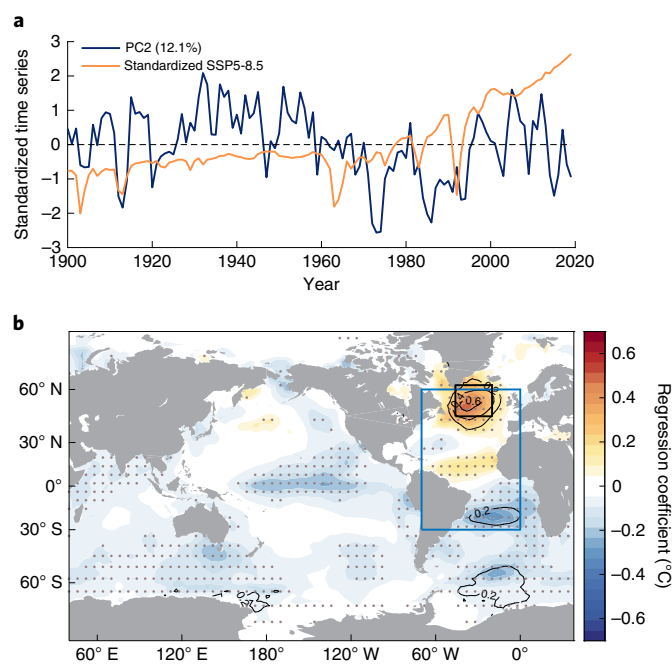 a
3
2
1
0
−1
−2
−3
Standardized time series
PC2 (12.1%)
Standardized SSP5-8.5
1900 1920 1940 1960 1980 2000 2020
Year
b
60° N
30° N
0°
30° S
60° S
60° E 120° E 180° 120° W 60° W 0°
0.6
0.2
0.2
0.6
0.4
0.2
0
−0.2
−0.4
−0.6
Regression coefficient (°C)